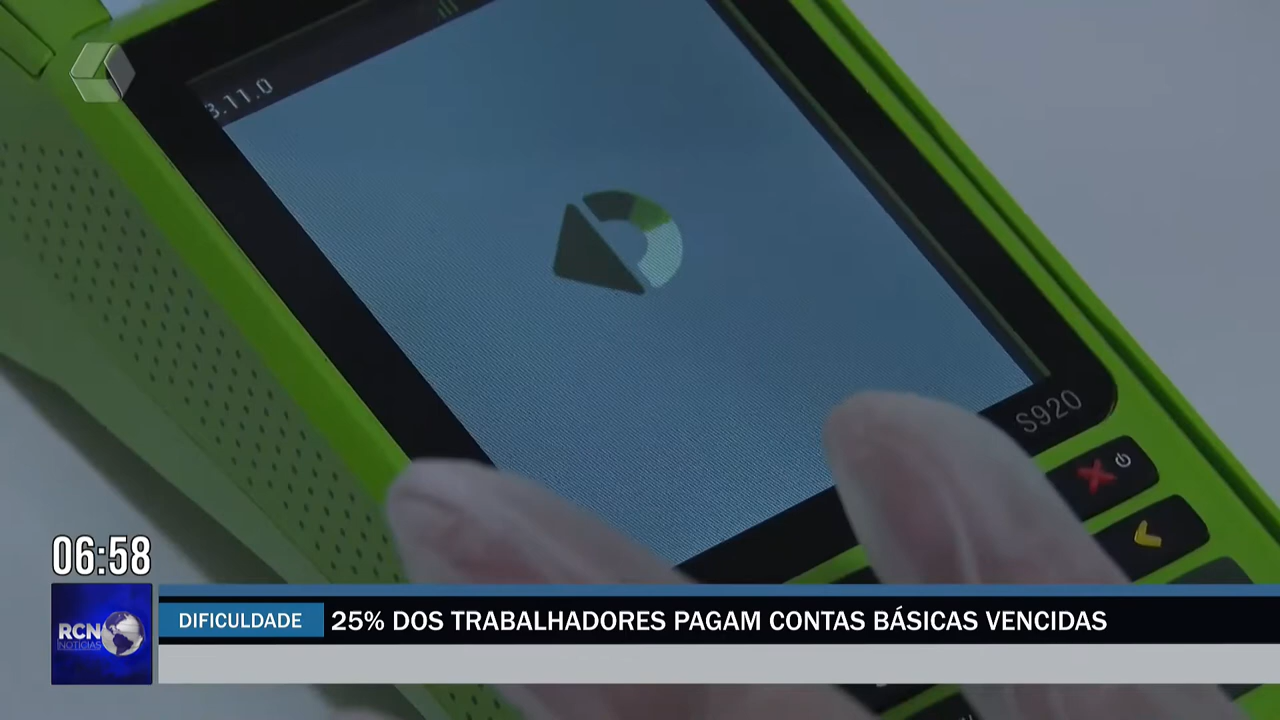 3.11.0
S920
06:58
RCN
NOTÍCIAS
DIFICULDADE
25% DOS TRABALHADORES PAGAM CONTAS BÁSICAS VENCIDAS